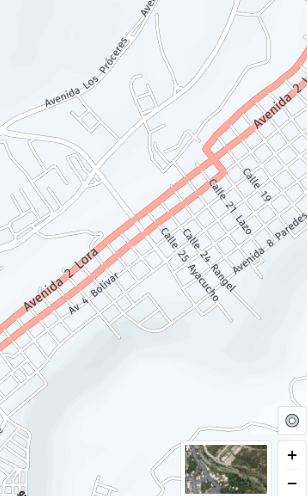 Avenida Los Próceres
Avenida 2
Calle 19
Calle 21 Lazo
Avenida 8 Paredes
Calle 24 Rangel
Calle 25 Ayacucho
Avenida 2 Lora
Av 4 Bolívar
+
−